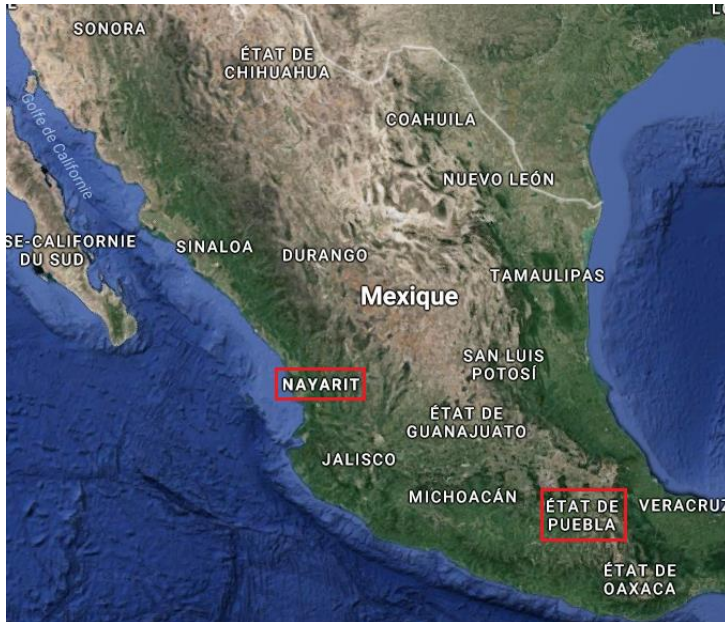 SONORA
ÉTAT DE
CHIHUAHUA
COAHUILA
Golfe de Californie
NUEVO LEÓN
SE-CALIFORNIE
DU SUD
SINALOA
DURANGO
TAMAULIPAS
Mexique
SAN LUIS
POTOSÍ
NAYARIT
ÉTAT DE
GUANAJUATO
JALISCO
MICHOACÁN
ÉTAT DE
PUEBLA
VERACRUZ
ÉTAT DE
OAXACA